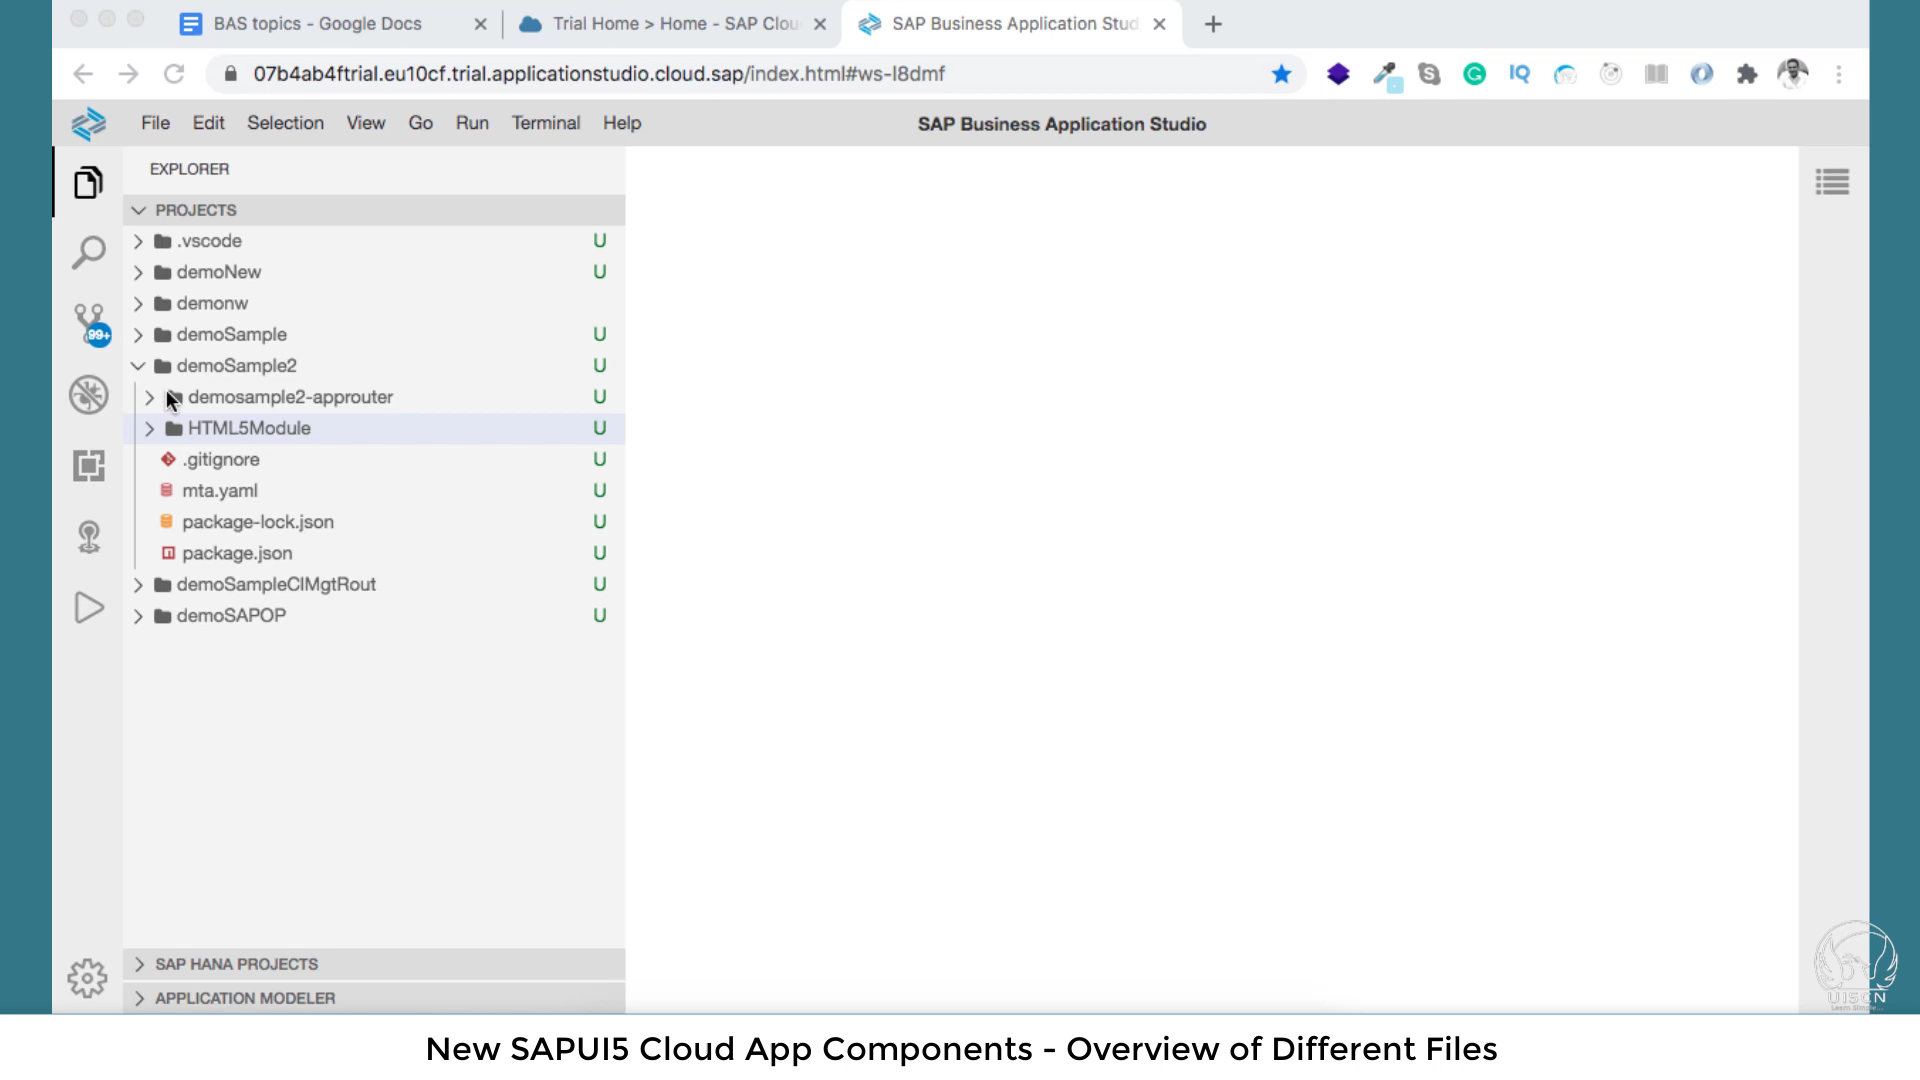 BAS topics - Google Docs
Trial Home > Home - SAP Clou
SAP Business Application Stud
07b4ab4ftrial.eu10cf.trial.applicationstudio.cloud.sap/index.html#ws-l8dmf
IQ
File Edit Selection View Go Run Terminal Help
SAP Business Application Studio
EXPLORER
PROJECTS
.vscode U
demoNew U
demonw
demoSample U
99+
demoSample2 U
demosample2-approuter U
HTML5Module U
.gitignore U
mta.yaml U
package-lock.json U
package.json U
demoSampleClMgtRout U
demoSAPOP U
SAP HANA PROJECTS
APPLICATION MODELER
UI5CN
New SAPUI5 Cloud App Components - Overview of Different Files